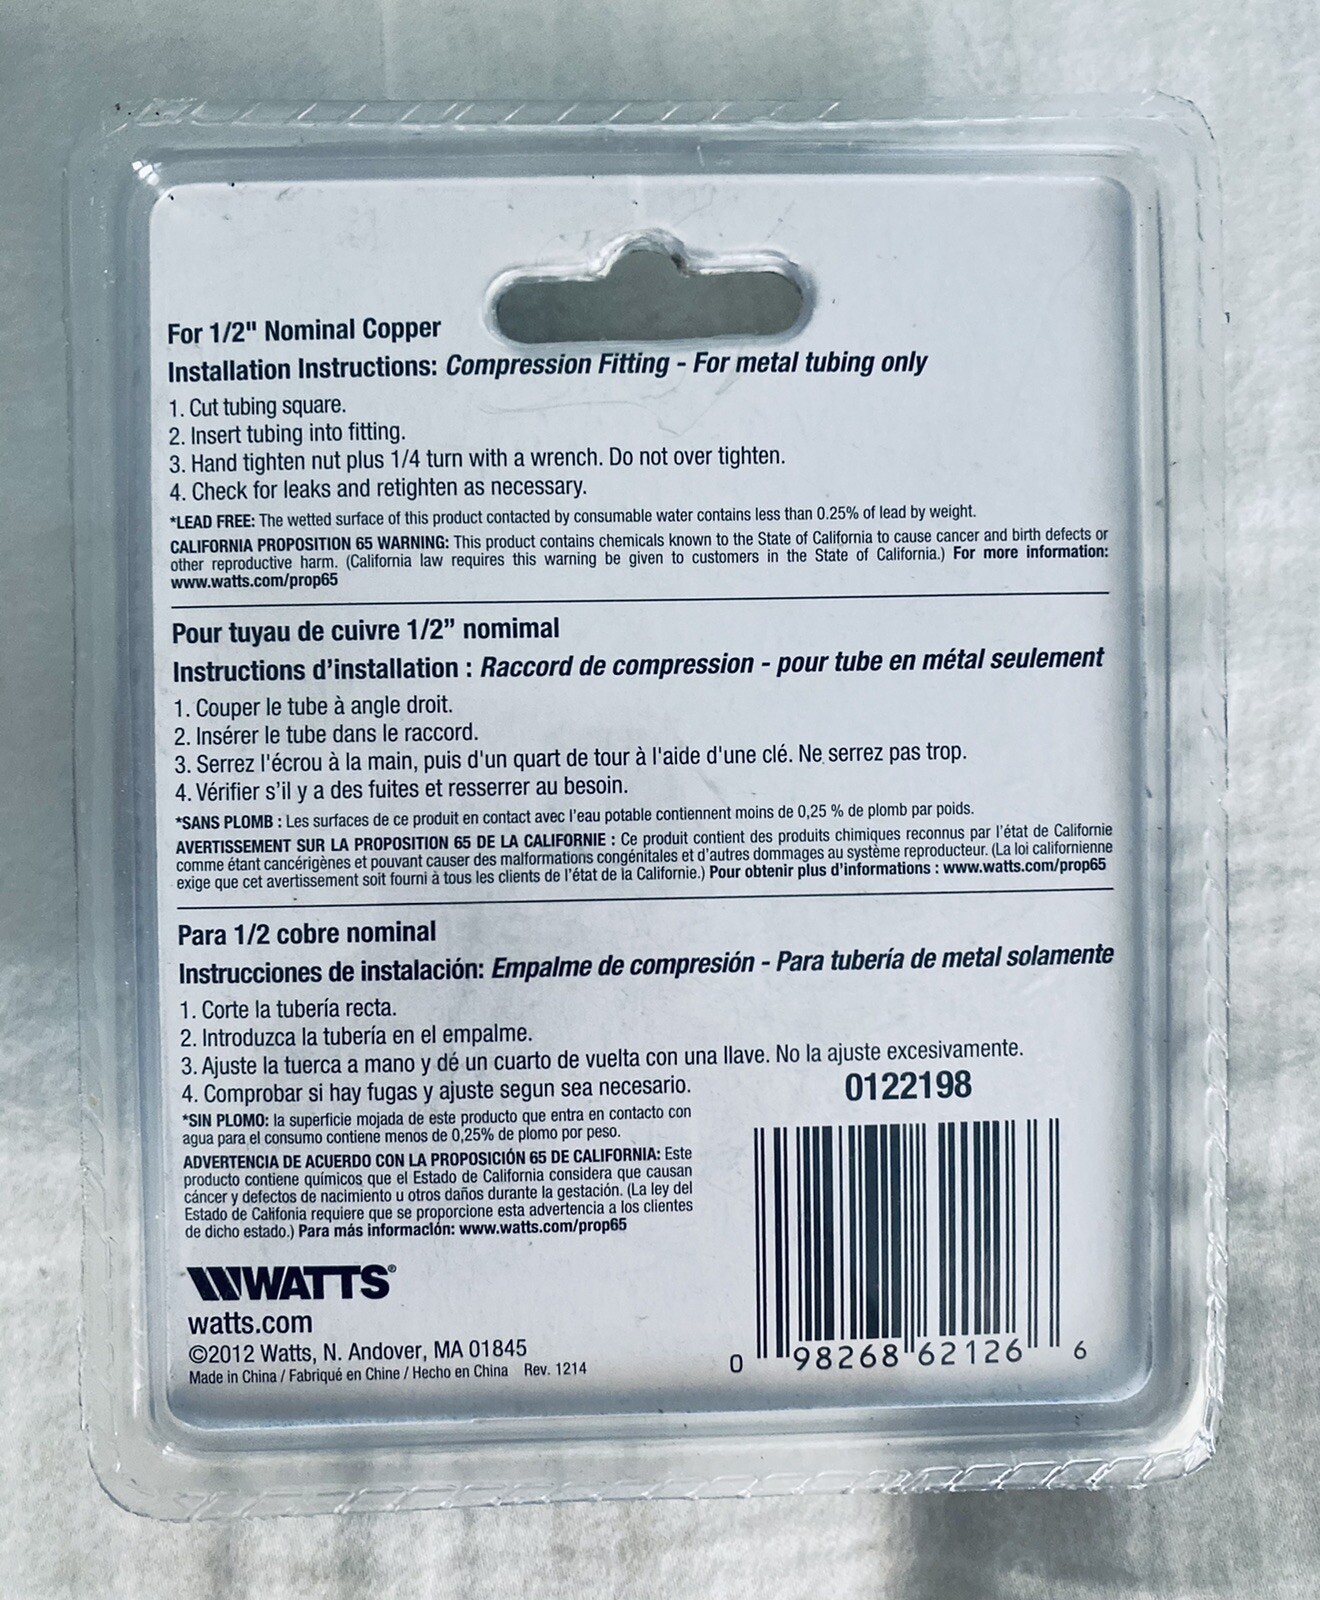 For 1/2" Nominal Copper
Installation Instructions: Compression Fitting - For metal tubing only
1. Cut tubing square.
2. Insert tubing into fitting.
3. Hand tighten nut plus 1/4 turn with a wrench. Do not over tighten.
4. Check for leaks and retighten as necessary.
*LEAD FREE: The wetted surface of this product contacted by consumable water contains less than 0.25% of lead by weight.
CALIFORNIA PROPOSITION 65 WARNING: This product contains chemicals known to the State of California to cause cancer and birth defects or
other reproductive harm. (California law requires this warning be given to customers in the State of California.) For more information:
www.watts.com/prop65
Pour tuyau de cuivre 1/2” nomimal
Instructions d’installation : Raccord de compression - pour tube en métal seulement
1. Couper le tube à angle droit.
2. Insérer le tube dans le raccord.
3. Serrez l'écrou à la main, puis d'un quart de tour à l'aide d'une clé. Ne serrez pas trop.
4. Vérifier s’il y a des fuites et resserrer au besoin.
*SANS PLOMB : Les surfaces de ce produit en contact avec l’eau potable contiennent moins de 0,25 % de plomb par poids.
AVERTISSEMENT SUR LA PROPOSITION 65 DE LA CALIFORNIE : Ce produit contient des produits chimiques reconnus par l’état de Californie
comme étant cancérigènes et pouvant causer des malformations congénitales et d’autres dommages au système reproducteur. (La loi californienne
exige que cet avertissement soit fourni à tous les clients de l’état de la Californie.) Pour obtenir plus d’informations : www.watts.com/prop65
Para 1/2 cobre nominal
Instrucciones de instalación: Empalme de compresión - Para tubería de metal solamente
1. Corte la tubería recta.
2. Introduzca la tubería en el empalme.
3. Ajuste la tuerca a mano y dé un cuarto de vuelta con una llave. No la ajuste excesivamente.
4. Comprobar si hay fugas y ajuste segun sea necesario.
*SIN PLOMO: la superficie mojada de este producto que entra en contacto con
agua para el consumo contiene menos de 0,25% de plomo por peso.
ADVERTENCIA DE ACUERDO CON LA PROPOSICIÓN 65 DE CALIFORNIA: Este
producto contiene químicos que el Estado de California considera que causan
cáncer y defectos de nacimiento u otros daños durante la gestación. (La ley del
Estado de Califonia requiere que se proporcione esta advertencia a los clientes
de dicho estado.) Para más información: www.watts.com/prop65
0122198
0 98268 62126 6
WATTS®
watts.com
©2012 Watts, N. Andover, MA 01845
Made in China / Fabriqué en Chine / Hecho en China Rev. 1214